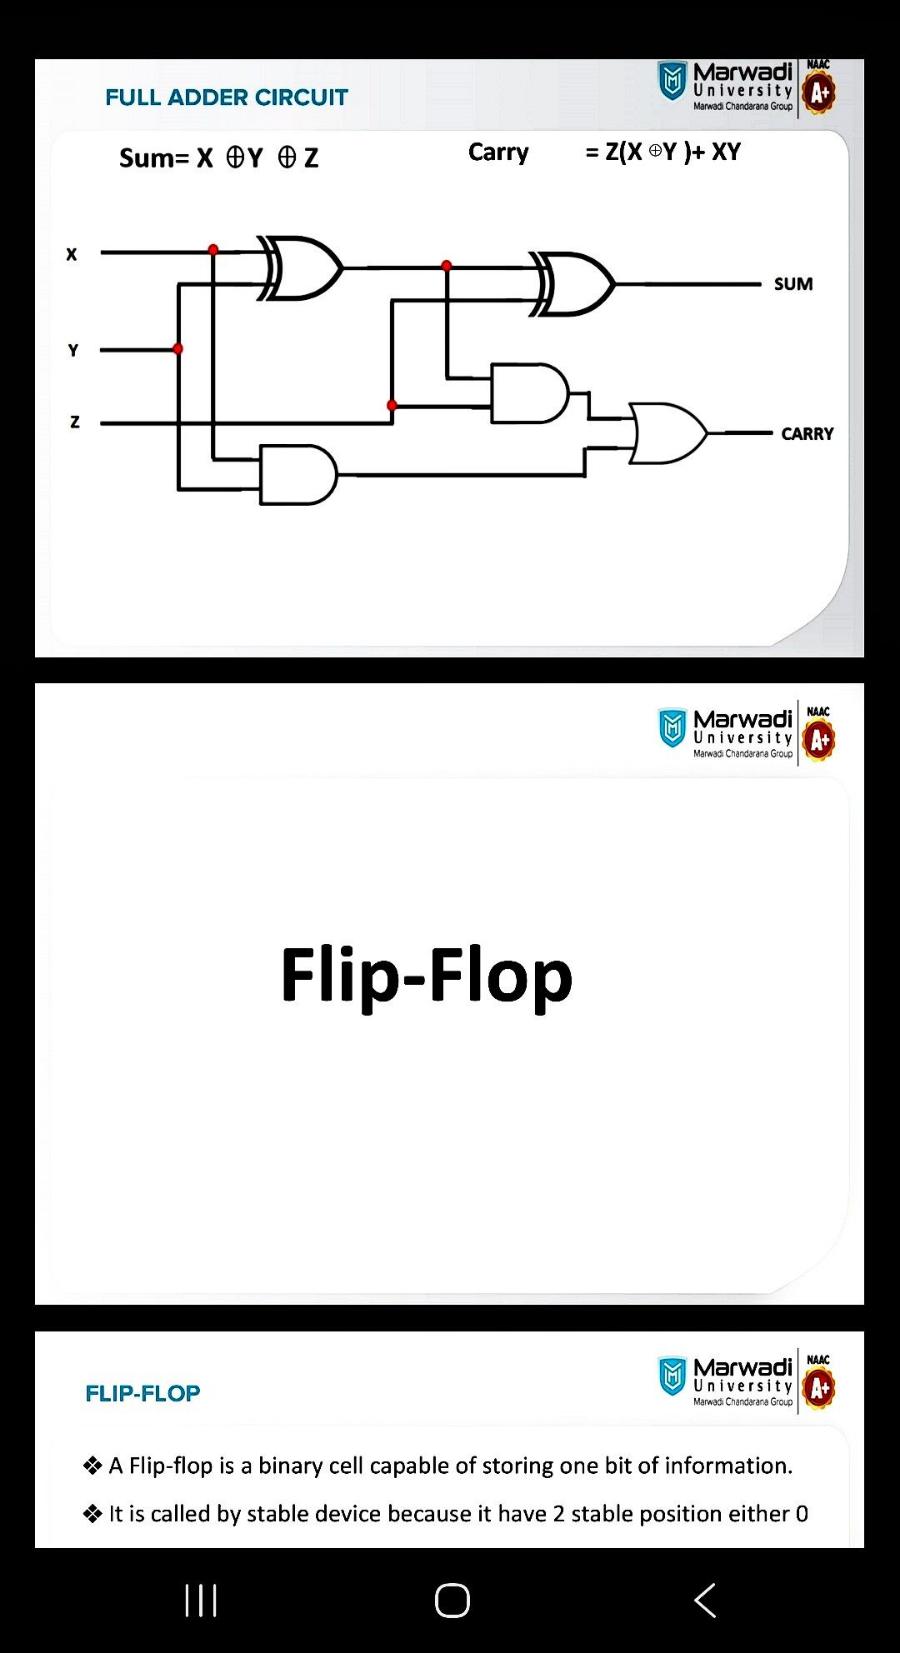 FULL ADDER CIRCUIT
Marwadi
University
Marwadi Chandarana Group
NAAC
A+
Sum= X ⊕Y ⊕ Z
Carry = Z(X ⊕Y )+ XY
X
SUM
Y
Z
CARRY
Marwadi
University
Marwadi Chandarana Group
NAAC
A+
Flip-Flop
Marwadi
University
Marwadi Chandarana Group
NAAC
A+
FLIP-FLOP
❖ A Flip-flop is a binary cell capable of storing one bit of information.
❖ It is called by stable device because it have 2 stable position either 0